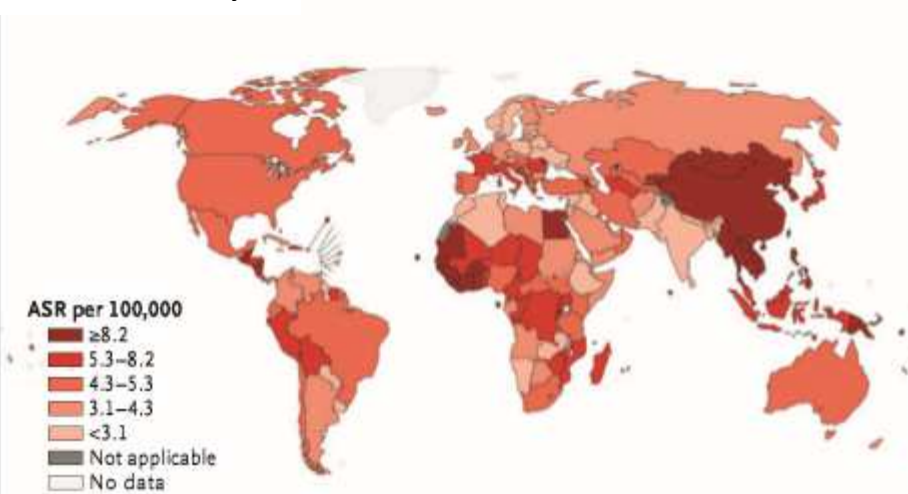 ASR per 100,000
≥8.2
5.3–8.2
4.3–5.3
3.1–4.3
<3.1
Not applicable
No data